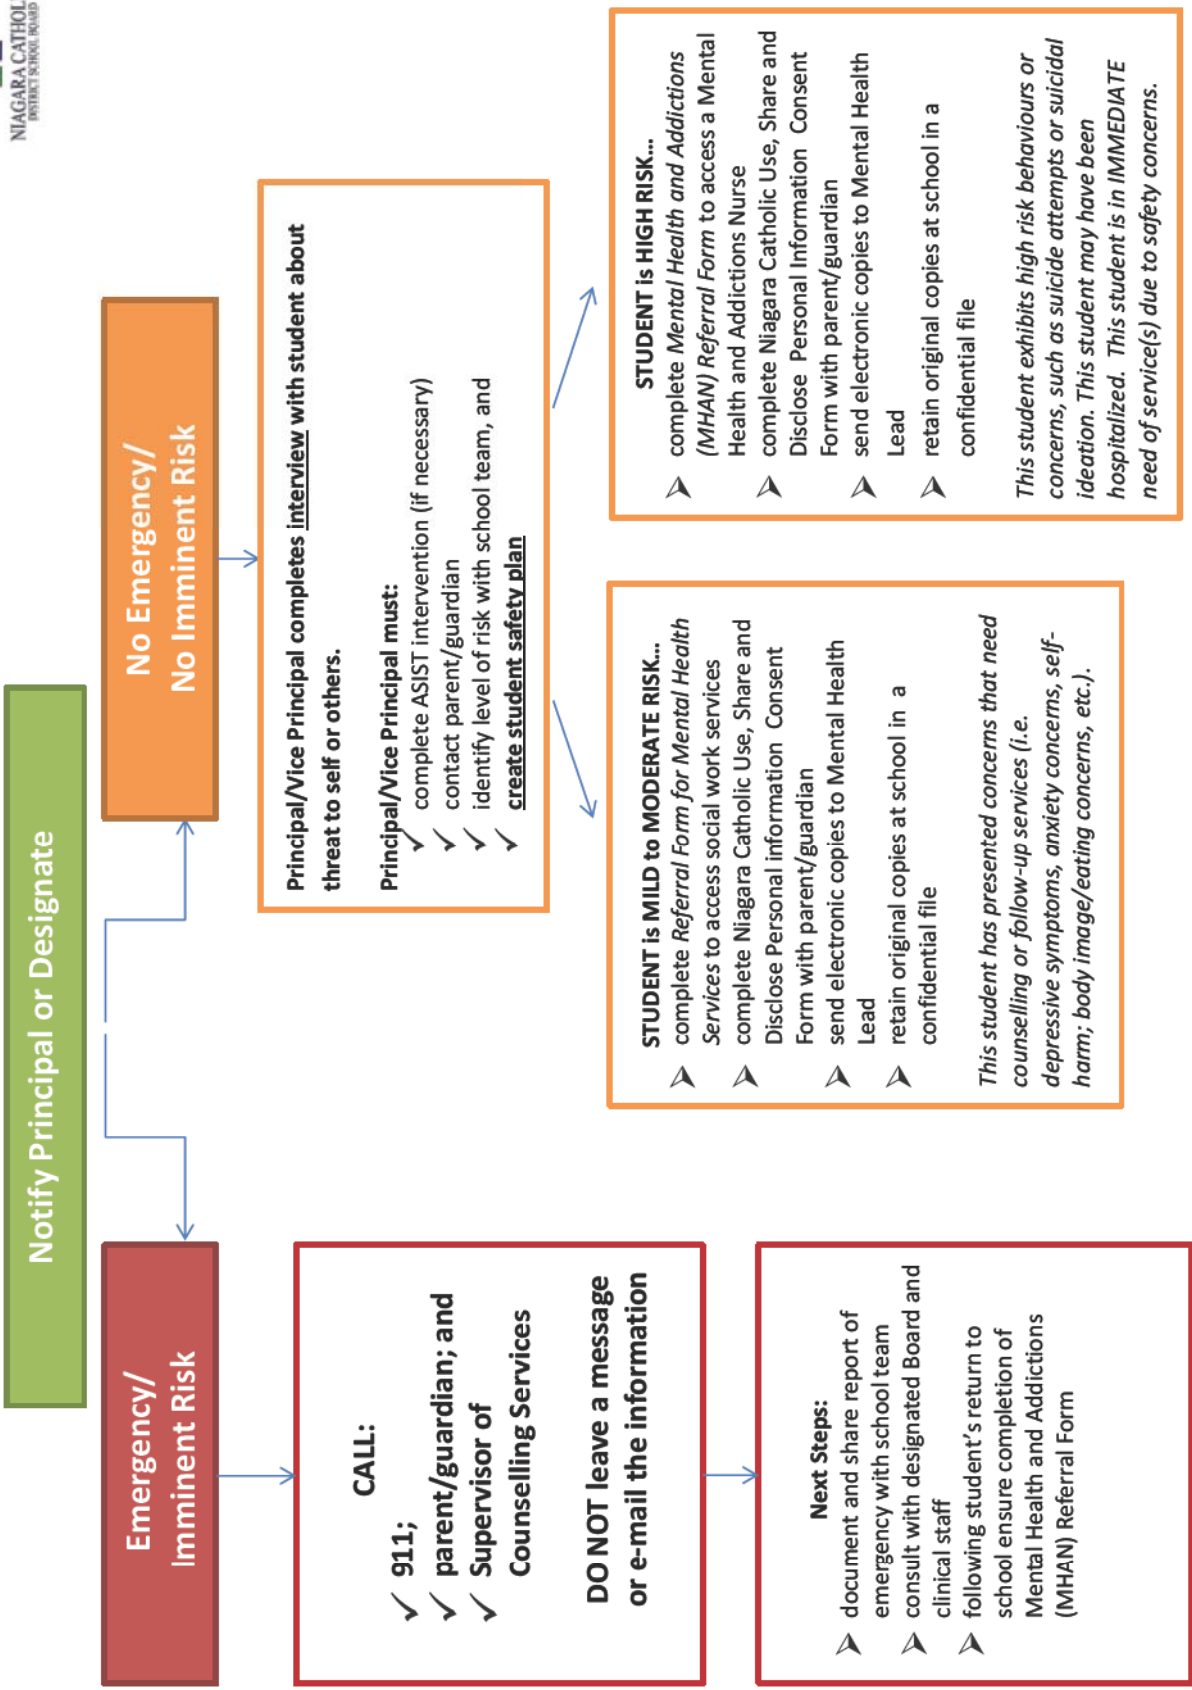 NIAGARA CATHOL
DISTRICT SCHOOL BOARD
Notify Principal or Designate
Emergency/
Imminent Risk
CALL:
✓ 911;
✓ parent/guardian; and
✓ Supervisor of
Counselling Services
DO NOT leave a message
or e-mail the information
Next Steps:
➢ document and share report of
emergency with school team
➢ consult with designated Board and
clinical staff
➢ following student's return to
school ensure completion of
Mental Health and Addictions
(MHAN) Referral Form
No Emergency/
No Imminent Risk
Principal/Vice Principal completes interview with student about
threat to self or others.
Principal/Vice Principal must:
✓ complete ASIST intervention (if necessary)
✓ contact parent/guardian
✓ identify level of risk with school team, and
✓ create student safety plan
STUDENT is MILD to MODERATE RISK...
➢ complete Referral Form for Mental Health
Services to access social work services
➢ complete Niagara Catholic Use, Share and
Disclose Personal information Consent
Form with parent/guardian
➢ send electronic copies to Mental Health
Lead
➢ retain original copies at school in a
confidential file
This student has presented concerns that need
counselling or follow-up services (i.e.
depressive symptoms, anxiety concerns, self-
harm; body image/eating concerns, etc.).
STUDENT is HIGH RISK...
➢ complete Mental Health and Addictions
(MHAN) Referral Form to access a Mental
Health and Addictions Nurse
➢ complete Niagara Catholic Use, Share and
Disclose Personal Information Consent
Form with parent/guardian
➢ send electronic copies to Mental Health
Lead
➢ retain original copies at school in a
confidential file
This student exhibits high risk behaviours or
concerns, such as suicide attempts or suicidal
ideation. This student may have been
hospitalized. This student is in IMMEDIATE
need of service(s) due to safety concerns.